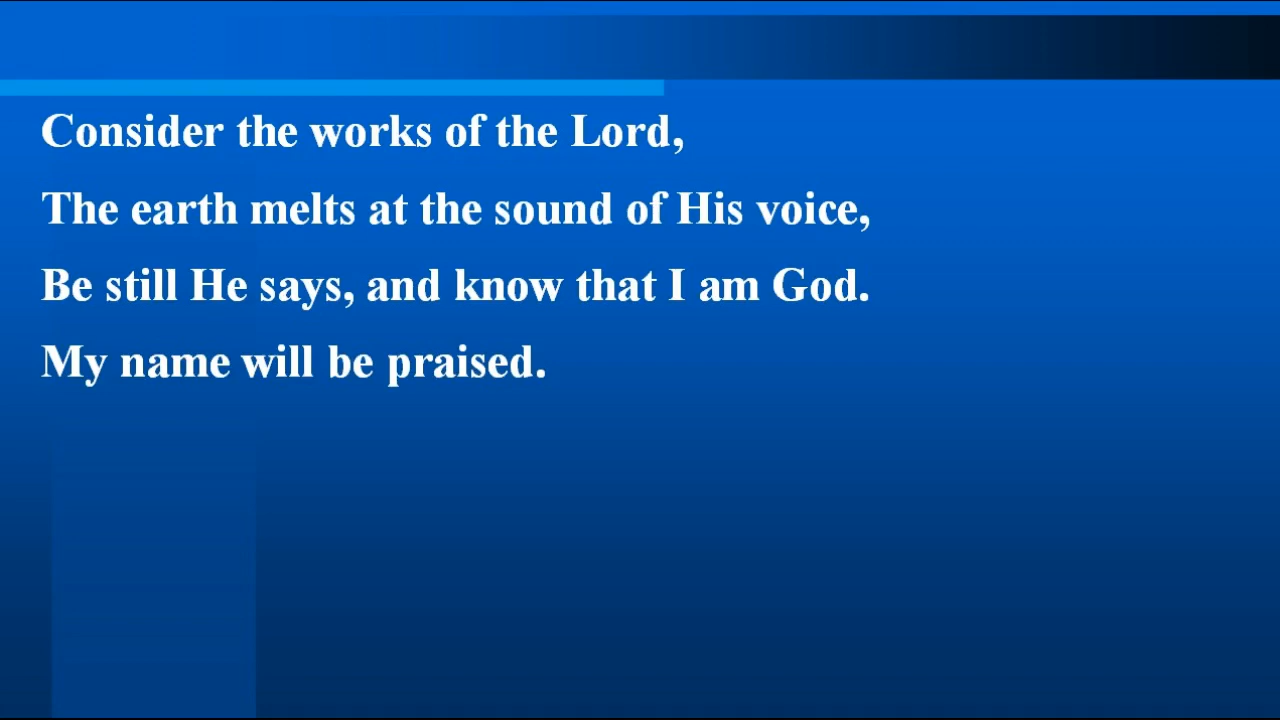 Consider the works of the Lord,
The earth melts at the sound of His voice,
Be still He says, and know that I am God.
My name will be praised.